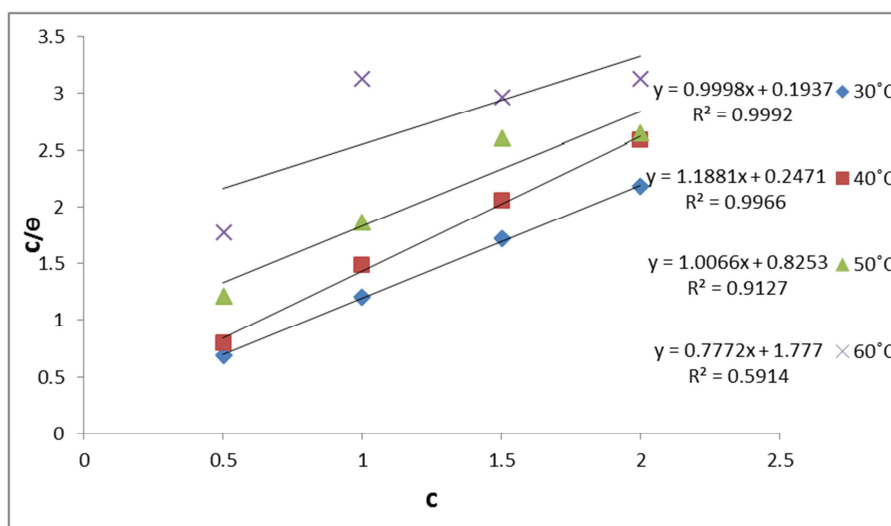 3.5
3
2.5
2
1.5
1
0.5
0
c/ɵ
0
0.5
1
1.5
2
2.5
c
y = 0.9998x + 0.1937
R² = 0.9992
30˚C
y = 1.1881x + 0.2471
R² = 0.9966
40˚C
y = 1.0066x + 0.8253
R² = 0.9127
50˚C
y = 0.7772x + 1.777
R² = 0.5914
60˚C